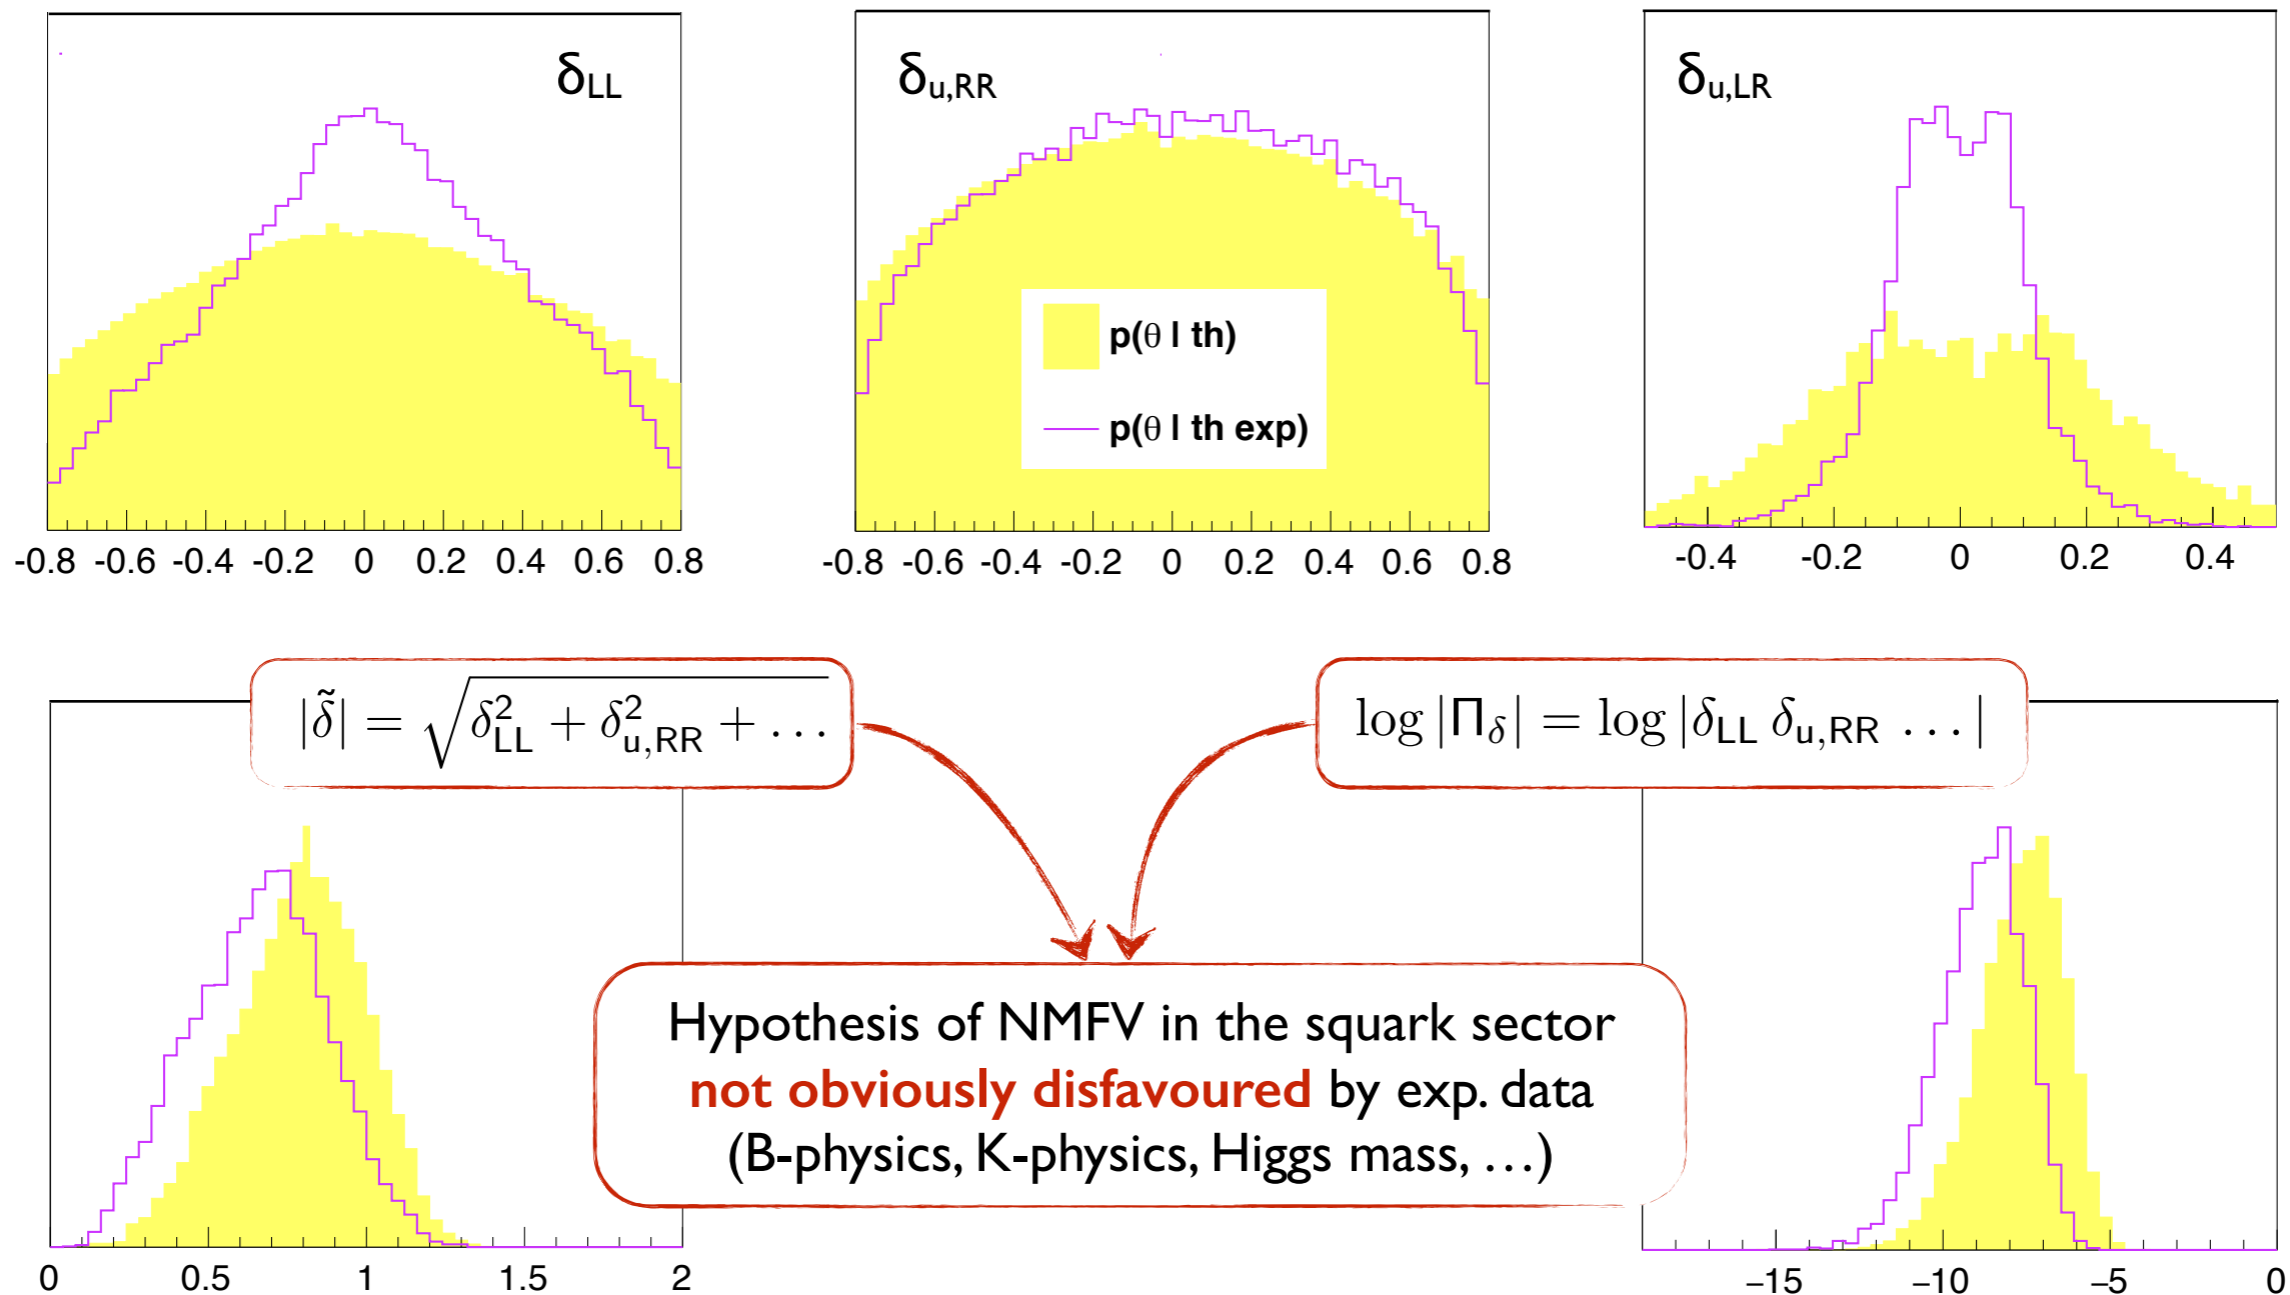 δLL
δu,RR
δu,LR
p(θ | th)
p(θ | th exp)
-0.8 -0.6 -0.4 -0.2 0 0.2 0.4 0.6 0.8
-0.8 -0.6 -0.4 -0.2 0 0.2 0.4 0.6 0.8
-0.4 -0.2 0 0.2 0.4
|δ̃| = √δ²LL + δ²u,RR + …
log |Πδ| = log |δLL δu,RR … |
Hypothesis of NMFV in the squark sector
not obviously disfavoured by exp. data
(B-physics, K-physics, Higgs mass, …)
0 0.5 1 1.5 2
−15 −10 −5 0